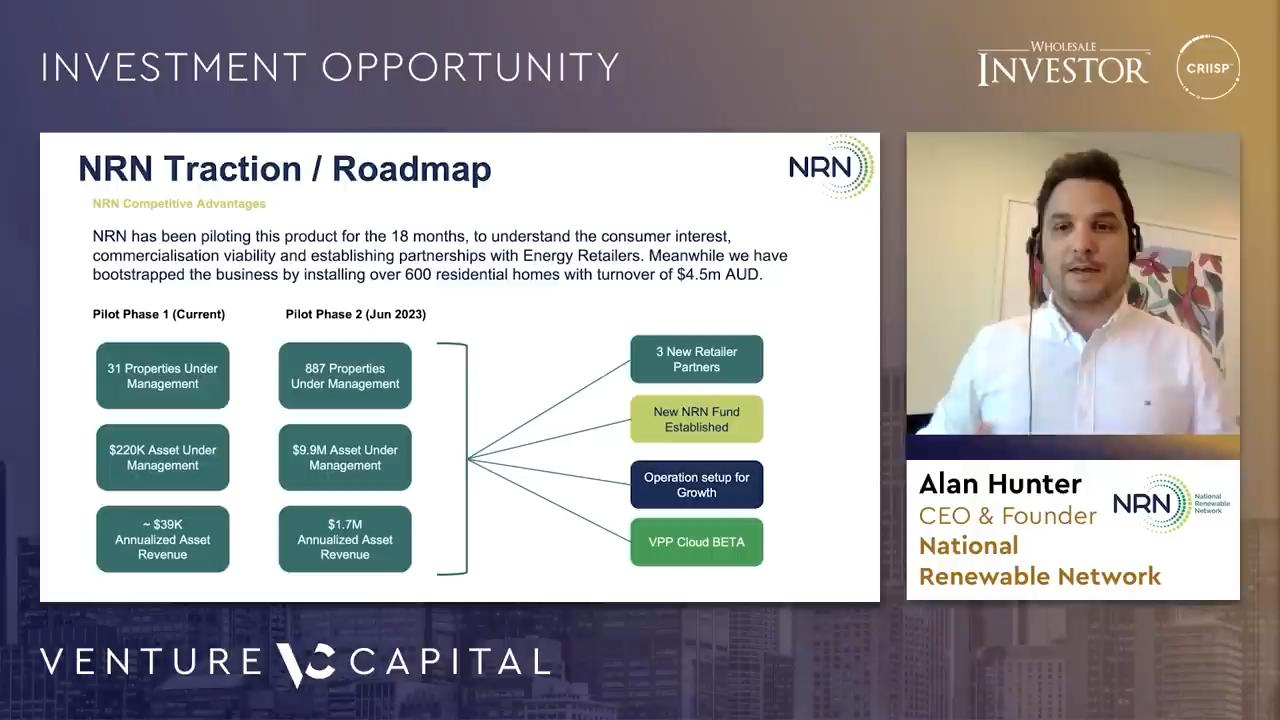 INVESTMENT OPPORTUNITY
WHOLESALE
INVESTOR
CRIISP™
NRN Traction / Roadmap
NRN
NRN Competitive Advantages
NRN has been piloting this product for the 18 months, to understand the consumer interest,
commercialisation viability and establishing partnerships with Energy Retailers. Meanwhile we have
bootstrapped the business by installing over 600 residential homes with turnover of $4.5m AUD.
Pilot Phase 1 (Current)
Pilot Phase 2 (Jun 2023)
31 Properties Under
Management
887 Properties
Under Management
$220K Asset Under
Management
$9.9M Asset Under
Management
~ $39K
Annualized Asset
Revenue
$1.7M
Annualized Asset
Revenue
3 New Retailer
Partners
New NRN Fund
Established
Operation setup for
Growth
VPP Cloud BETA
Alan Hunter
CEO & Founder
National
Renewable Network
NRN
National
Renewable
Network
VENTURE VC CAPITAL